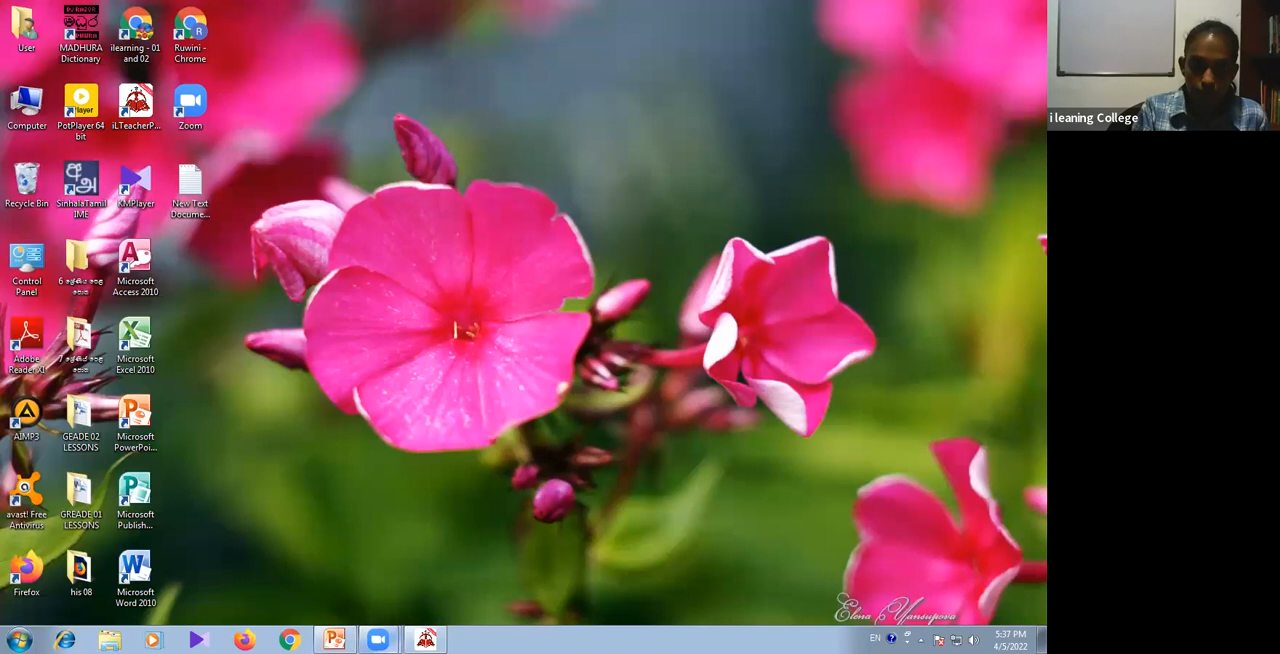 User
MADHURA
Dictionary
ilearning - 01
and 02
Ruwini -
Chrome
Computer
PotPlayer 64
bit
iLTeacherP...
Zoom
Recycle Bin
SinhalaTamil
IME
KMPlayer
New Text
Docume...
Control
Panel
Microsoft
Access 2010
Adobe
Reader XI
Microsoft
Excel 2010
AIMP3
GEADE 02
LESSONS
Microsoft
PowerPoi...
avast! Free
Antivirus
GREADE 01
LESSONS
Microsoft
Publish...
Firefox
his 08
Microsoft
Word 2010
i leaning College
Elena Yansupova
EN
5:37 PM
4/5/2022